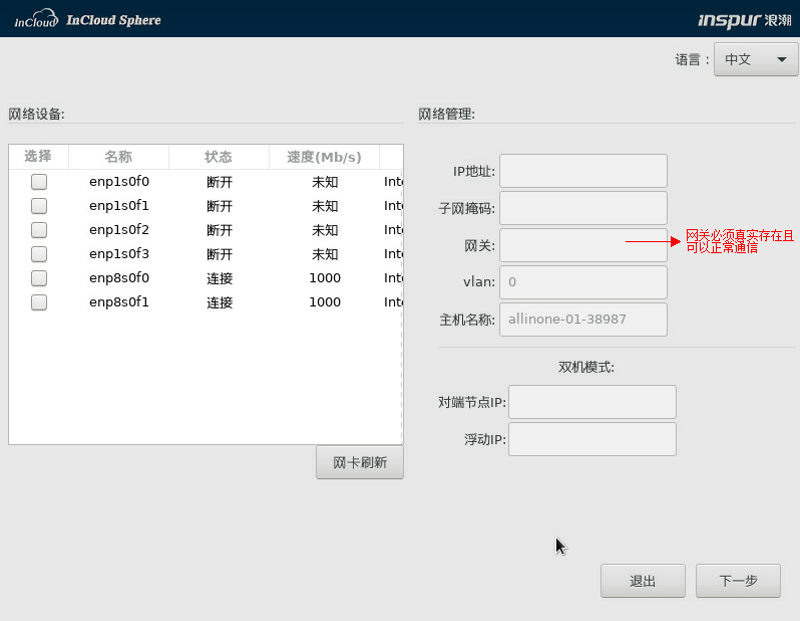 InCloud InCloud Sphere inspur 浪潮
语言： 中文
网络设备: 网络管理:
选择 名称 状态 速度(Mb/s)
enp1s0f0 断开 未知 Inte
enp1s0f1 断开 未知 Inte
enp1s0f2 断开 未知 Inte
enp1s0f3 断开 未知 Inte
enp8s0f0 连接 1000 Inte
enp8s0f1 连接 1000 Inte
网卡刷新
IP地址:
子网掩码:
网关:
网关必须真实存在且
可以正常通信
vlan: 0
主机名称: allinone-01-38987
双机模式:
对端节点IP:
浮动IP:
退出 下一步